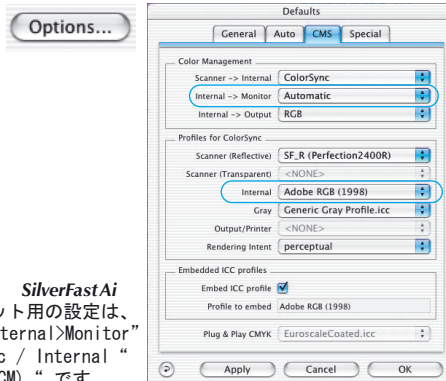 Options...
Defaults
General Auto CMS Special
Color Management
Scanner -> Internal ColorSync
Internal -> Monitor Automatic
Internal -> Output RGB
Profiles for ColorSync
Scanner (Reflective) SF_R (Perfection2400R)
Scanner (Transparent) <NONE>
Internal Adobe RGB (1998)
Gray Generic Gray Profile.icc
Output/Printer <NONE>
Rendering Intent perceptual
Embedded ICC profiles
Embed ICC profile
Profile to embed Adobe RGB (1998)
Plug & Play CMYK EuroscaleCoated.icc
Apply Cancel OK
SilverFast Ai
ット用の設定は、
ternal>Monitor”
c / Internal “
CM) “ です